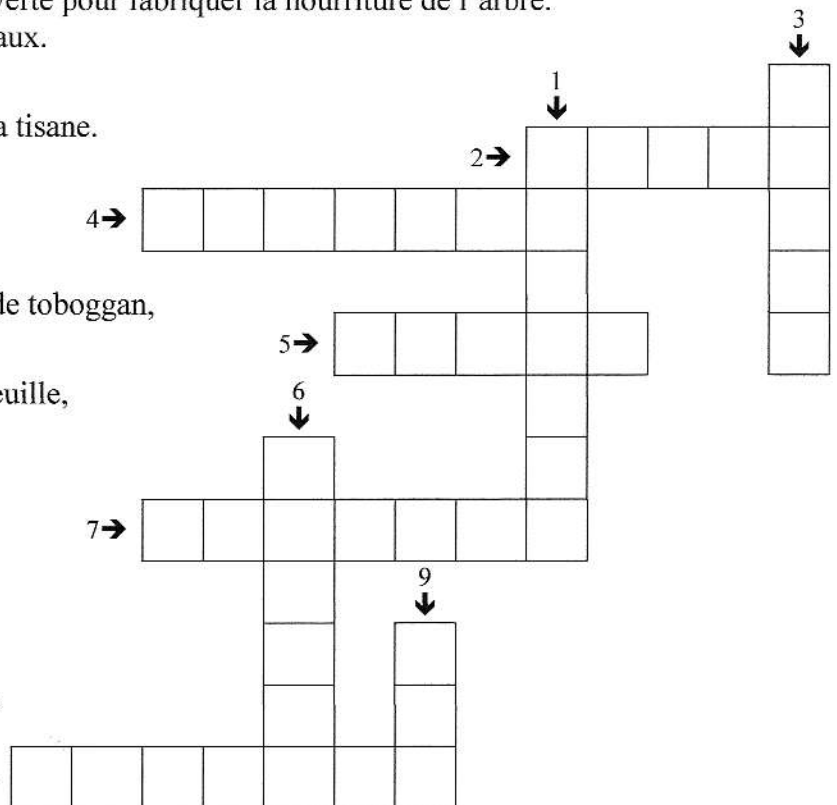 verte pour fabriquer la nourriture de l'arbre.
aux.
3
1
a tisane.
2➔
4➔
de toboggan,
5➔
euille,
6
7➔
9